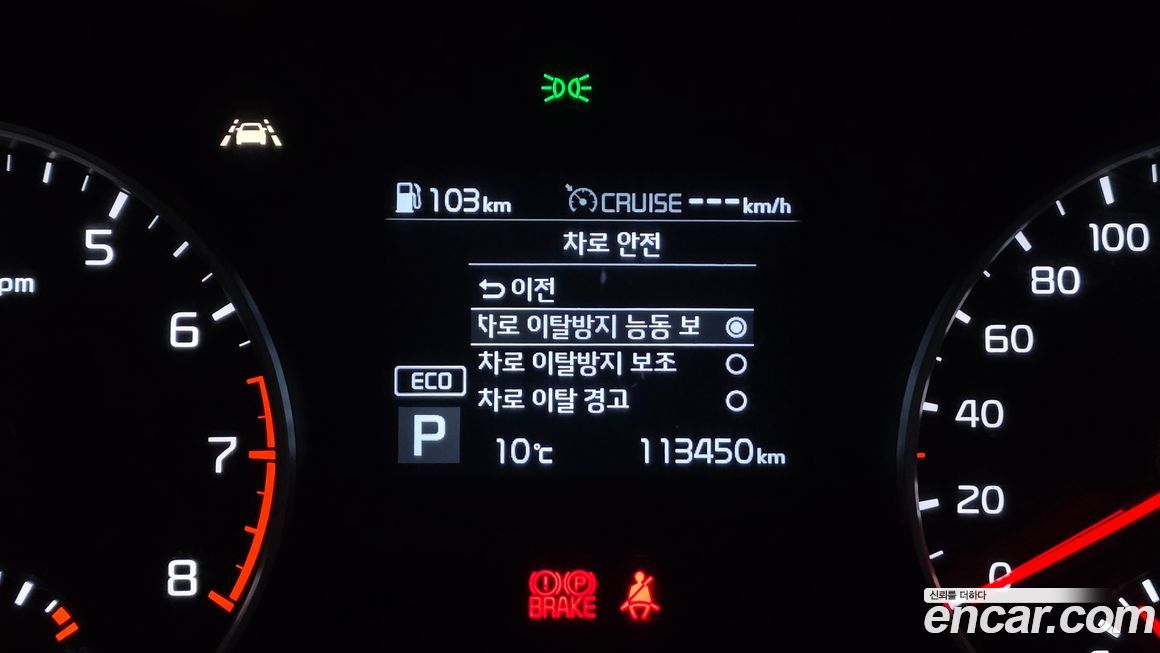 103km CRUISE ---km/h
차로 안전
이전
차로 이탈방지 능동 보
차로 이탈방지 보조
차로 이탈 경고
ECO
P
10℃ 113450km
BRAKE
pm
5
6
7
8
100
80
60
40
20
0
신뢰를 더하다
encar.com